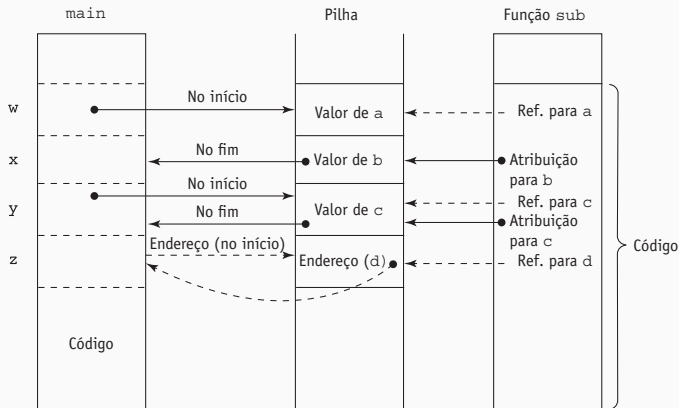 main
Pilha
Função sub
w
No início
Valor de a
Ref. para a
x
No fim
Valor de b
Atribuição
para b
y
No início
No fim
Valor de c
Ref. para c
Atribuição
para c
z
Endereço (no início)
Endereço (d)
Ref. para d
Código
Código